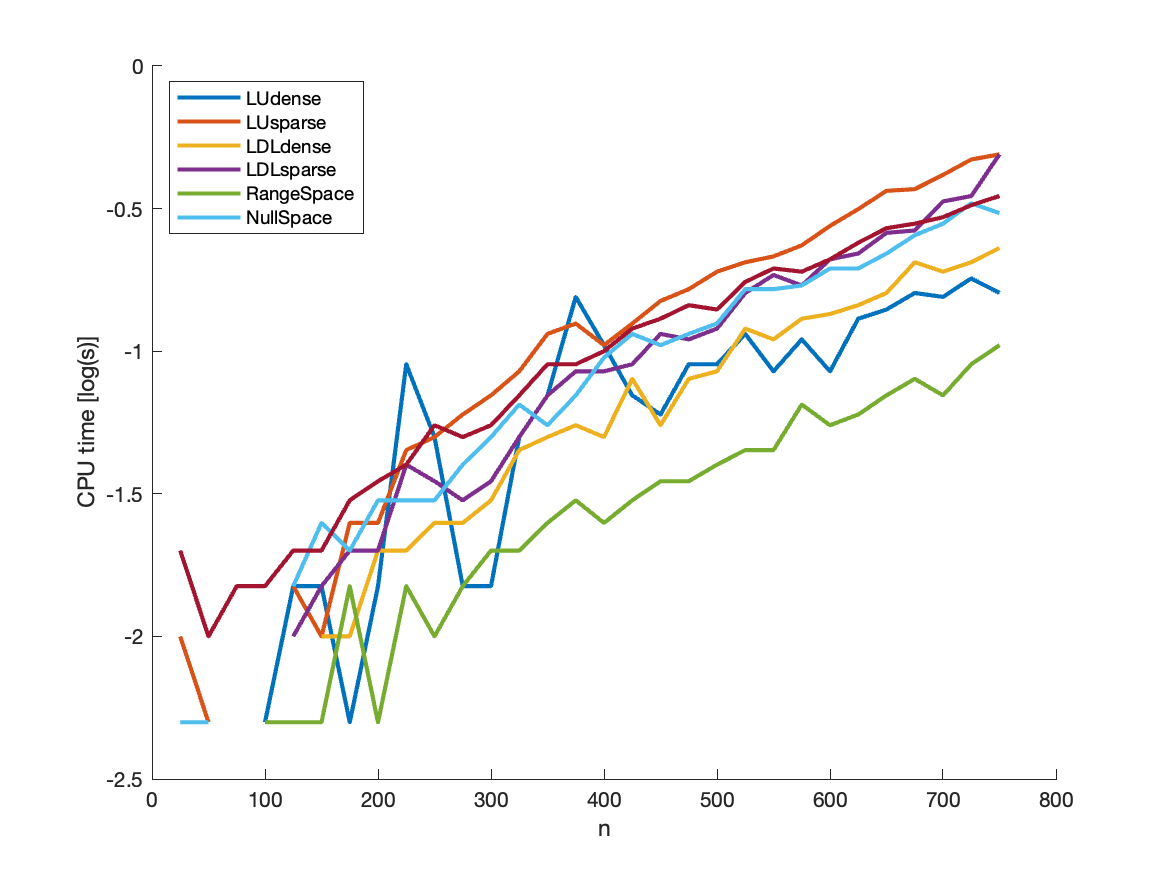 0
LUdense
LUsparse
LDLdense
LDLsparse
RangeSpace
NullSpace
-0.5
-1
-1.5
-2
-2.5
CPU time [log(s)]
0 100 200 300 400 500 600 700 800
n